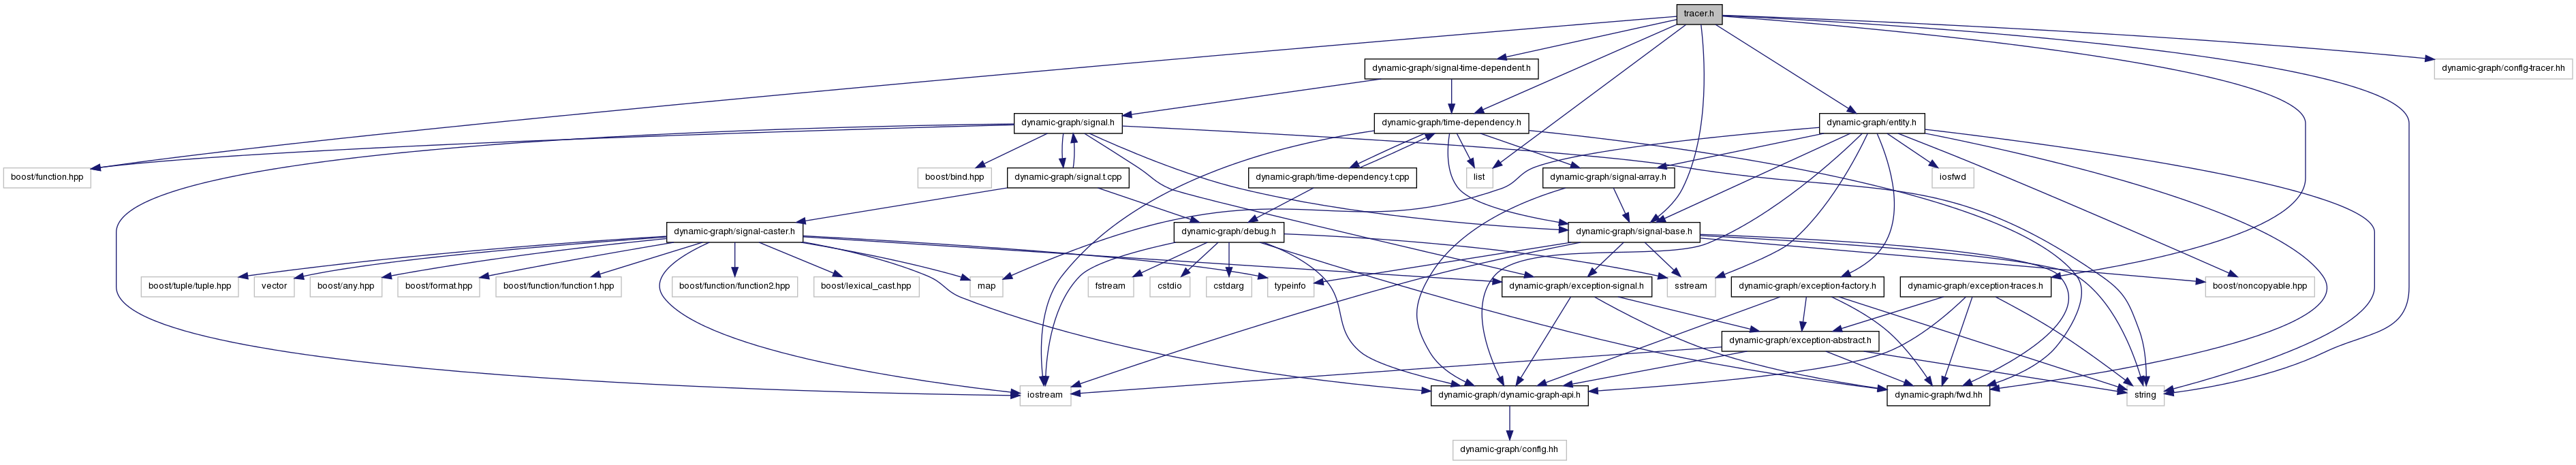 tracer.h
dynamic-graph/signal-time-dependent.h
dynamic-graph/config-tracer.hh
dynamic-graph/signal.h
dynamic-graph/time-dependency.h
dynamic-graph/entity.h
boost/function.hpp
boost/bind.hpp
dynamic-graph/signal.t.cpp
dynamic-graph/time-dependency.t.cpp
list
dynamic-graph/signal-array.h
iosfwd
dynamic-graph/signal-caster.h
dynamic-graph/debug.h
dynamic-graph/signal-base.h
boost/tuple/tuple.hpp
vector
boost/any.hpp
boost/format.hpp
boost/function/function1.hpp
boost/function/function2.hpp
boost/lexical_cast.hpp
map
fstream
cstdio
cstdarg
typeinfo
dynamic-graph/exception-signal.h
sstream
dynamic-graph/exception-factory.h
dynamic-graph/exception-traces.h
boost/noncopyable.hpp
dynamic-graph/exception-abstract.h
iostream
dynamic-graph/dynamic-graph-api.h
dynamic-graph/fwd.hh
string
dynamic-graph/config.hh